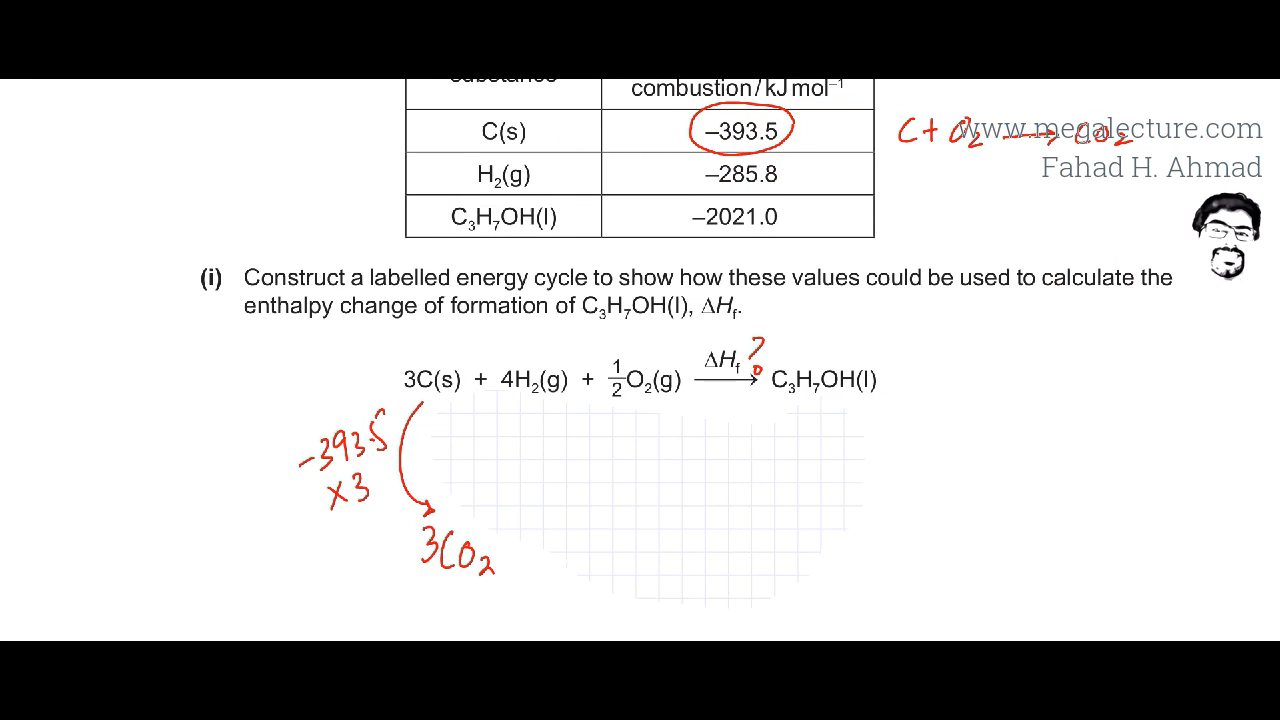 combustion / kJ mol⁻¹
C(s) –393.5 C + O₂ → CO₂
www.megalecture.com
H₂(g) –285.8
Fahad H. Ahmad
C₃H₇OH(l) –2021.0
(i) Construct a labelled energy cycle to show how these values could be used to calculate the
enthalpy change of formation of C₃H₇OH(l), ΔHf.
ΔHf ?
3C(s) + 4H₂(g) + 1/2O₂(g) → C₃H₇OH(l)
–393.5
×3
3CO₂